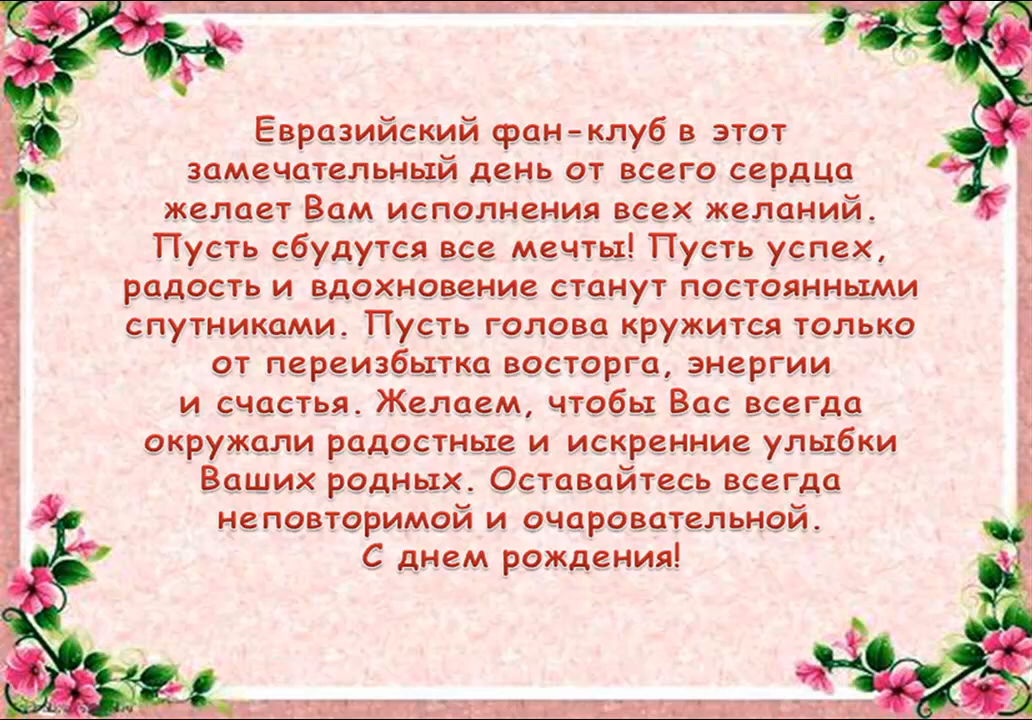 Евразийский фан-клуб в этот
замечательный день от всего сердца
желает Вам исполнения всех желаний.
Пусть сбудутся все мечты! Пусть успех,
радость и вдохновение станут постоянными
спутниками. Пусть голова кружится только
от переизбытка восторга, энергии
и счастья. Желаем, чтобы Вас всегда
окружали радостные и искренние улыбки
Ваших родных. Оставайтесь всегда
неповторимой и очаровательной.
С днем рождения!